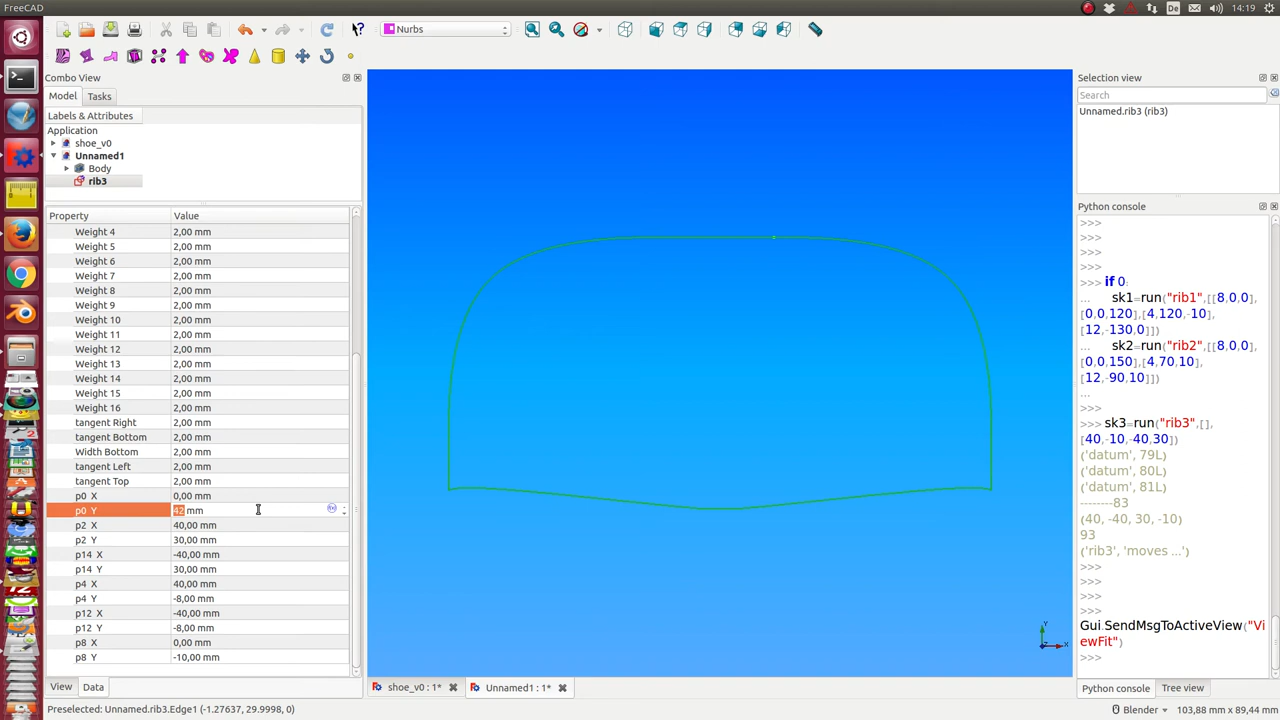 FreeCAD
De
14:19
Nurbs
Combo View
Model
Tasks
Labels & Attributes
Application
shoe_v0
Unnamed1
Body
rib3
Property
Value
Weight 4
2,00 mm
Weight 5
2,00 mm
Weight 6
2,00 mm
Weight 7
2,00 mm
Weight 8
2,00 mm
Weight 9
2,00 mm
Weight 10
2,00 mm
Weight 11
2,00 mm
Weight 12
2,00 mm
Weight 13
2,00 mm
Weight 14
2,00 mm
Weight 15
2,00 mm
Weight 16
2,00 mm
tangent Right
2,00 mm
tangent Bottom
2,00 mm
Width Bottom
2,00 mm
tangent Left
2,00 mm
tangent Top
2,00 mm
p0 X
0,00 mm
p0 Y
42 mm
p2 X
40,00 mm
p2 Y
30,00 mm
p14 X
-40,00 mm
p14 Y
30,00 mm
p4 X
40,00 mm
p4 Y
-8,00 mm
p12 X
-40,00 mm
p12 Y
-8,00 mm
p8 X
0,00 mm
p8 Y
-10,00 mm
View
Data
Y
X
shoe_v0 : 1*
Unnamed1 : 1*
Selection view
Search
Unnamed.rib3 (rib3)
Python console
>>>
>>>
>>>
>>>
>>> if 0:
... sk1=run("rib1",[[8,0,0],
[0,0,120],[4,120,-10],
[12,-130,0]])
... sk2=run("rib2",[[8,0,0],
[0,0,150],[4,70,10],
[12,-90,10]])
...
>>>
>>> sk3=run("rib3",[],
[40,-10,-40,30])
('datum', 79L)
('datum', 80L)
('datum', 81L)
--------83
(40, -40, 30, -10)
93
('rib3', 'moves ...')
>>>
>>>
>>>
>>>
Gui.SendMsgToActiveView("Vi
ewFit")
>>>
Python console
Tree view
Preselected: Unnamed.rib3.Edge1 (-1.27637, 29.9998, 0)
Blender
103,88 mm x 89,44 mm